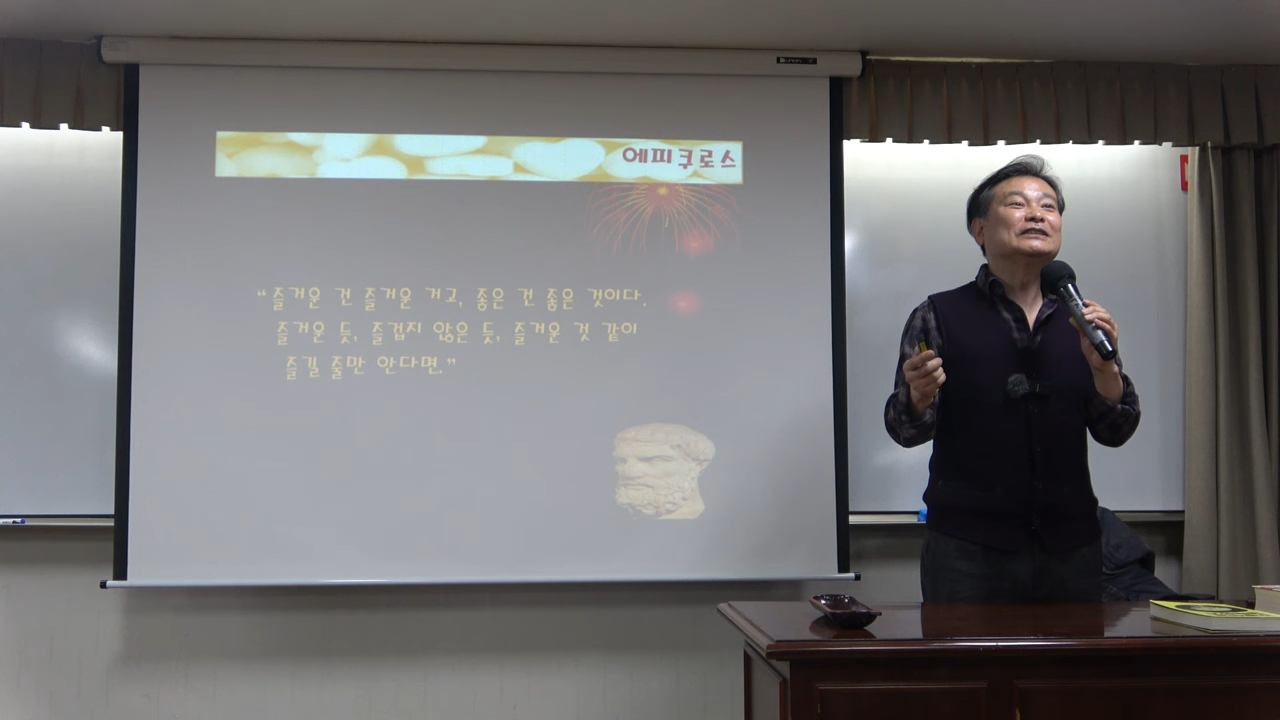 에피쿠로스
“즐거운 건 즐거운 거고, 좋은 건 좋은 것이다.
즐거운 듯, 즐겁지 않은 듯, 즐거운 것 같이
즐길 줄만 안다면.”